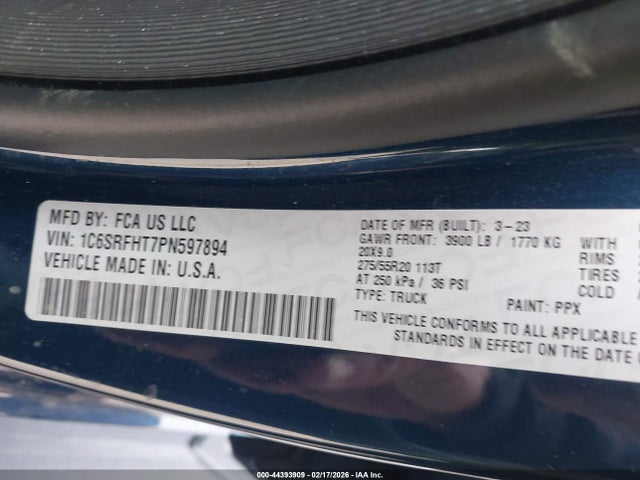 MFD BY: FCA US LLC
VIN: 1C6SRFHT7PN597894
VEHICLE MADE IN: U.S.A.
DATE OF MFR (BUILT): 3-23
GAWR FRONT: 3900 LB / 1770 KG WITH
20X9.0 RIMS
275/55R20 113T TIRES
AT 250 kPa / 36 PSI COLD
TYPE: TRUCK PAINT: PPX
THIS VEHICLE CONFORMS TO ALL APPLICABLE
STANDARDS IN EFFECT ON THE DATE
000-44393909 | 02/17/2026 | IAA Inc.